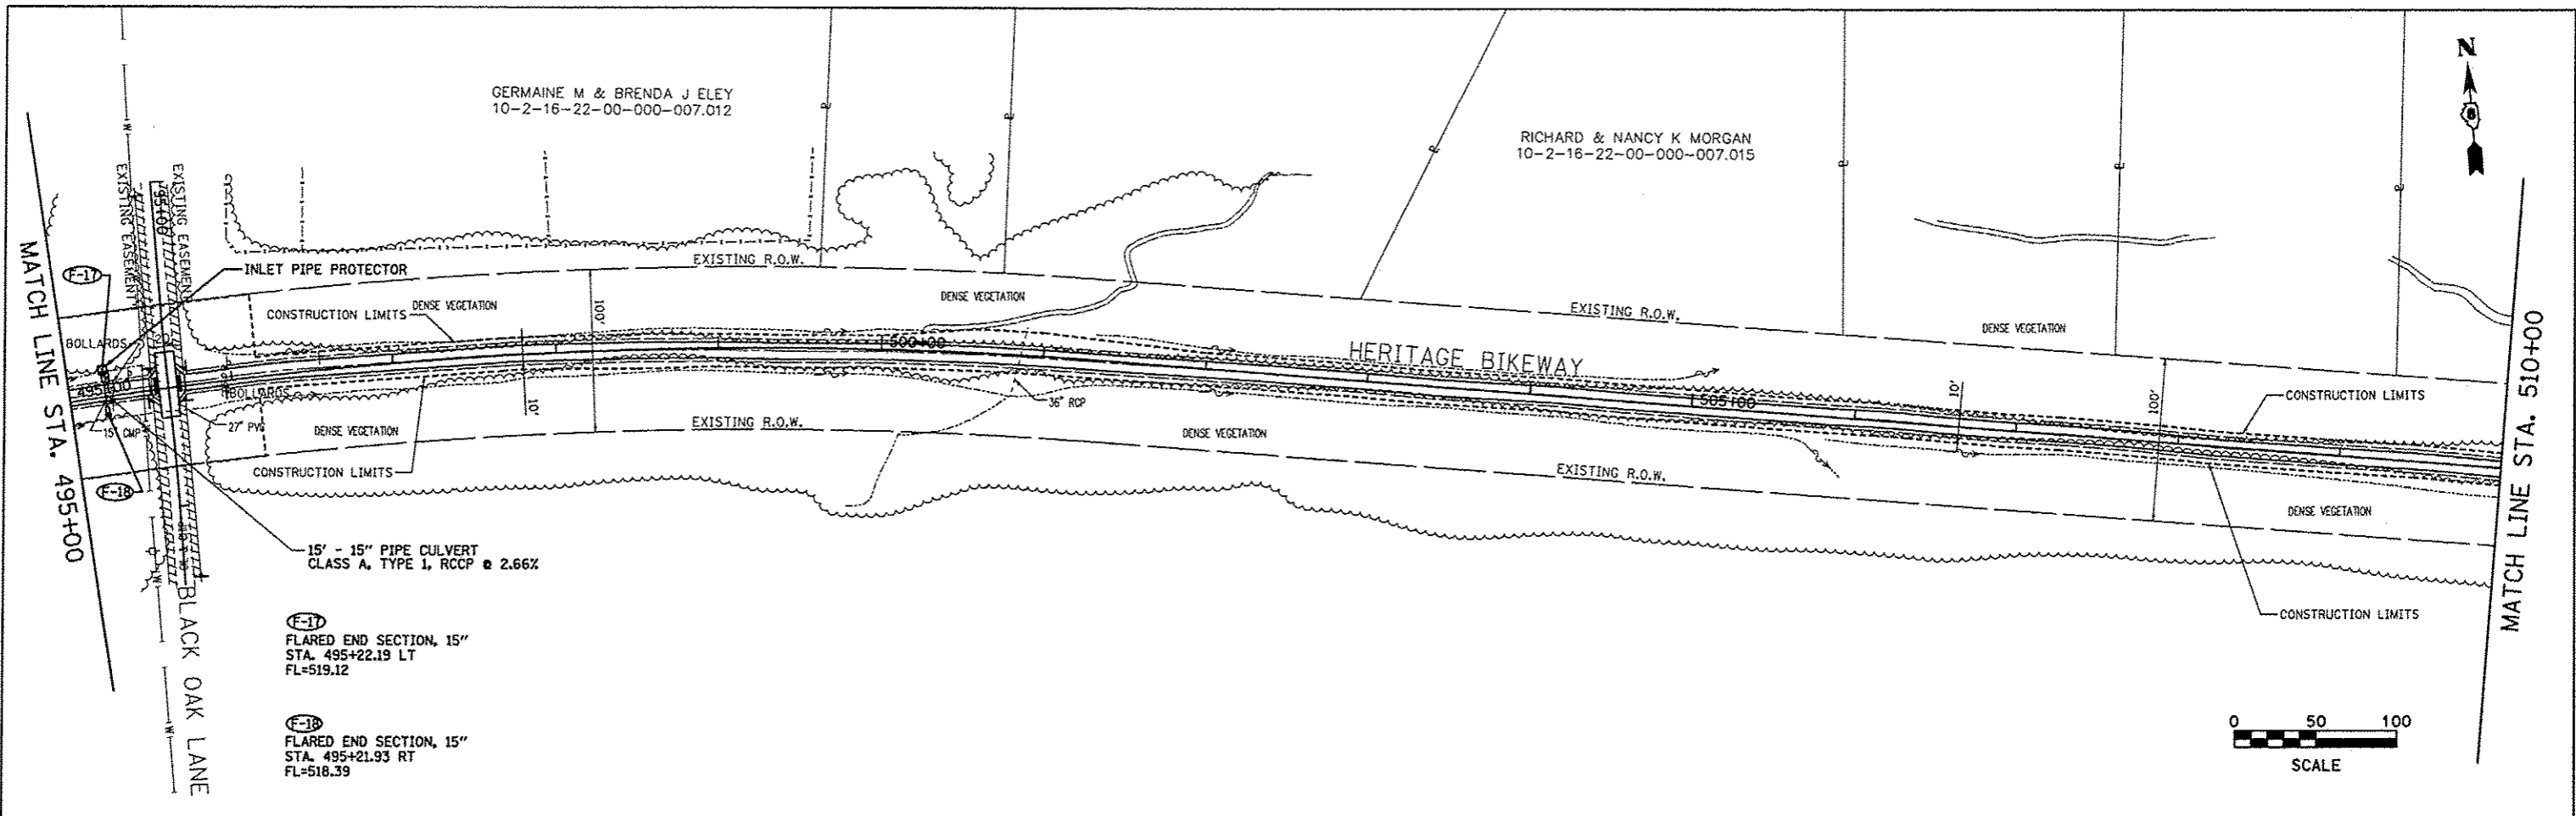 N
GERMAINE M & BRENDA J ELEY
10-2-16-22-00-000-007.012
RICHARD & NANCY K MORGAN
10-2-16-22-00-000-007.015
EXISTING EASEMENT
EXISTING EASEMENT
MATCH LINE STA. 495+00
F-17
INLET PIPE PROTECTOR
EXISTING R.O.W.
DENSE VEGETATION
DENSE VEGETATION
CONSTRUCTION LIMITS
100'
EXISTING R.O.W.
DENSE VEGETATION
BOLLARDS
500+00
HERITAGE BIKEWAY
MATCH LINE STA. 510+00
495+00
BOLLARDS
10'
36" RCP
505+00
10'
100'
CONSTRUCTION LIMITS
15" CMP
27" PVC
DENSE VEGETATION
EXISTING R.O.W.
DENSE VEGETATION
CONSTRUCTION LIMITS
EXISTING R.O.W.
F-18
DENSE VEGETATION
15' - 15" PIPE CULVERT
CLASS A, TYPE 1, RCCP @ 2.66%
BLACK OAK LANE
CONSTRUCTION LIMITS
F-17
FLARED END SECTION, 15"
STA. 495+22.19 LT
FL=519.12
F-18
FLARED END SECTION, 15"
STA. 495+21.93 RT
FL=518.39
0 50 100
SCALE